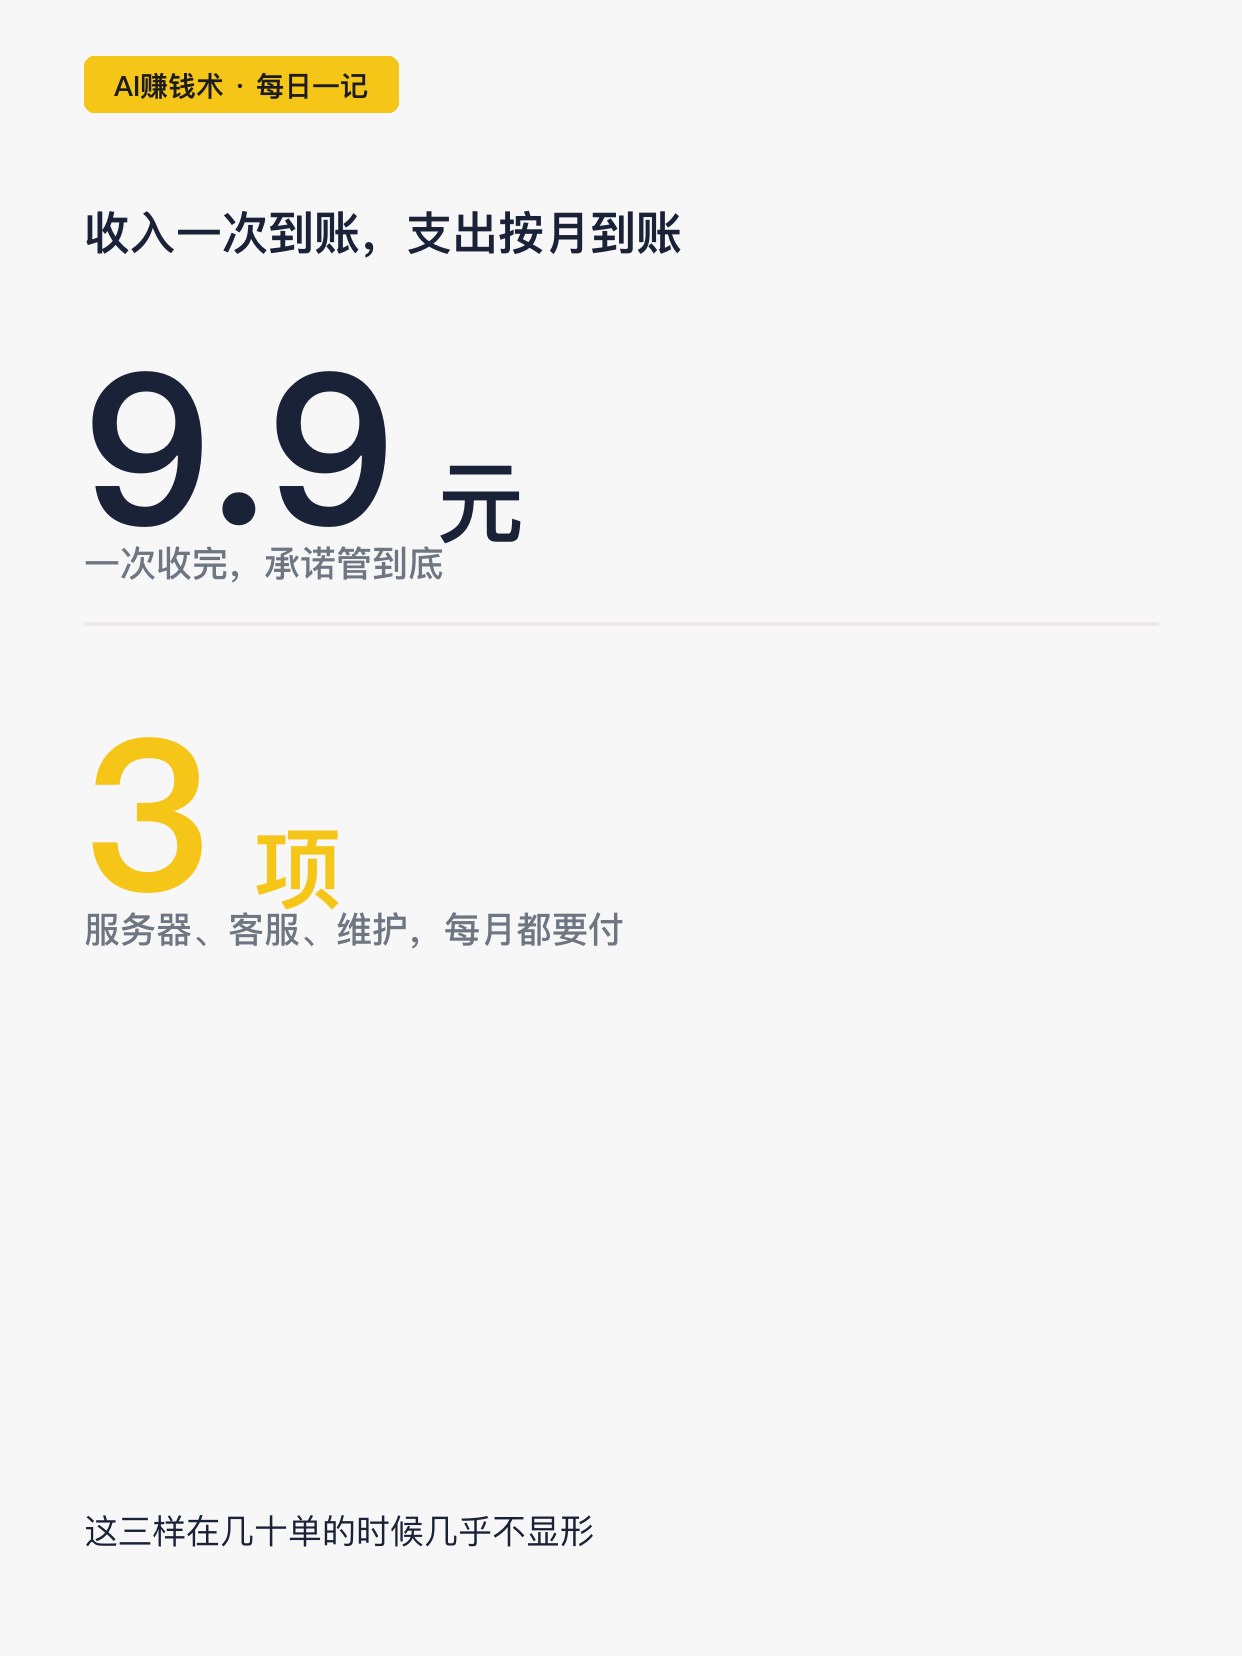 AI赚钱术 · 每日一记
收入一次到账，支出按月到账
9.9 元
一次收完，承诺管到底
3 项
服务器、客服、维护，每月都要付
这三样在几十单的时候几乎不显形